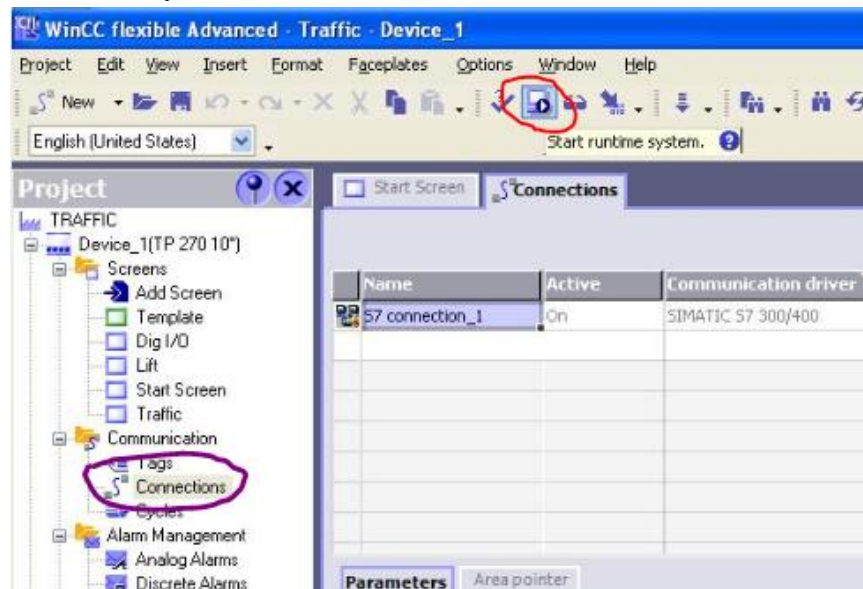 WinCC flexible Advanced - Traffic - Device_1
Project Edit View Insert Format Faceplates Options Window Help
New
English (United States)
Start runtime system.
Project
Start Screen
Connections
TRAFFIC
Device_1(TP 270 10")
Screens
Add Screen
Template
Dig I/O
Lift
Start Screen
Traffic
Communication
Tags
Connections
Cycles
Alarm Management
Analog Alarms
Discrete Alarms
Name Active Communication driver
S7 connection_1 On SIMATIC S7 300/400
Parameters Area pointer